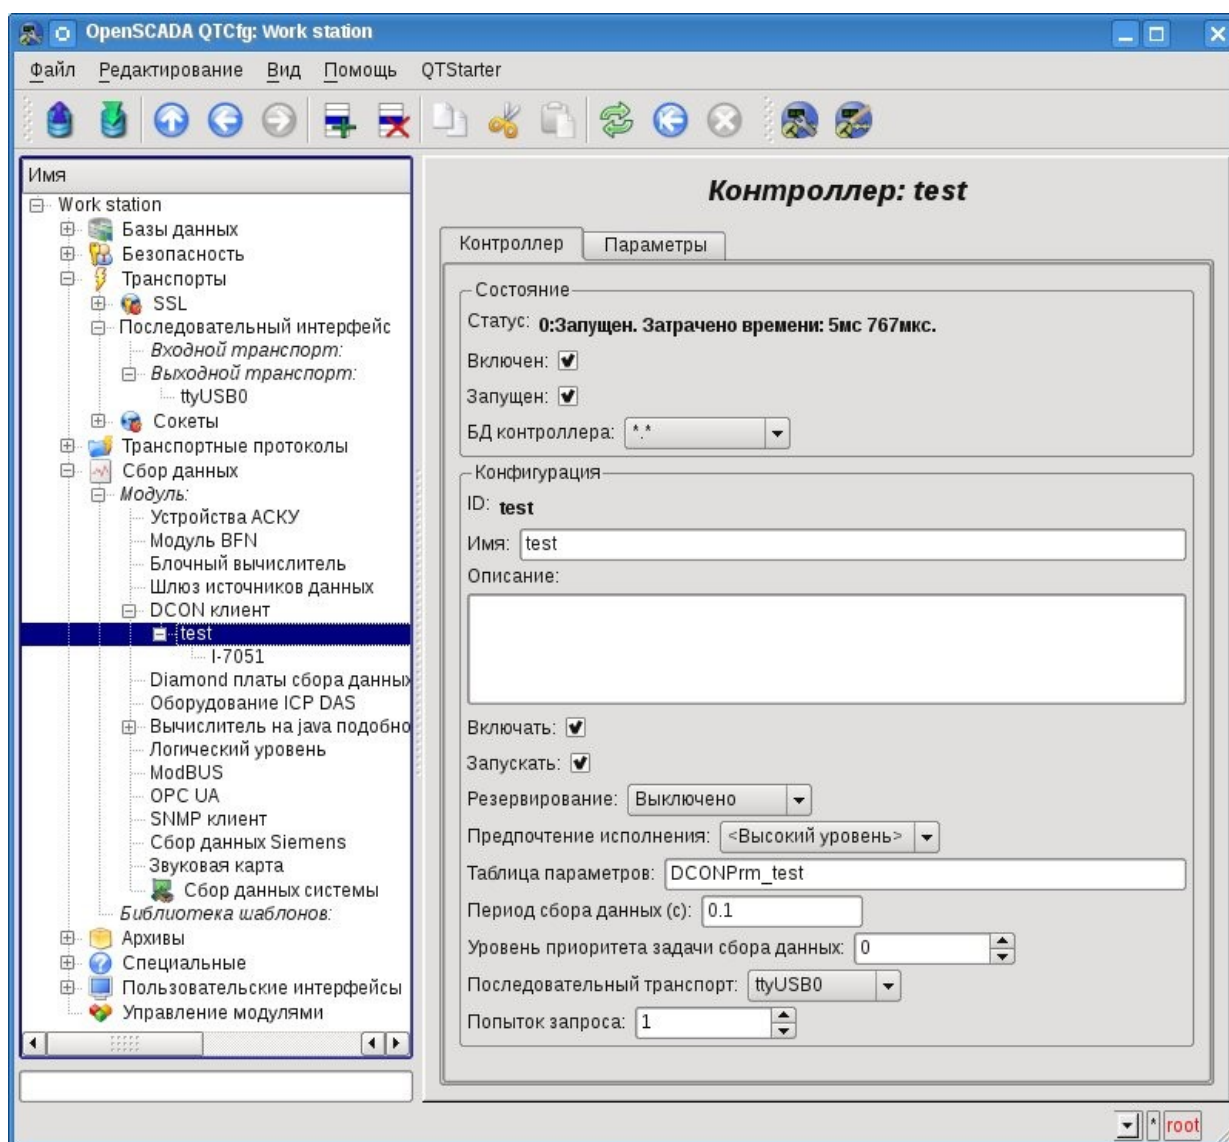 OpenSCADA QTCfg: Work station
Файл Редактирование Вид Помощь QTStarter
Имя
Work station
Базы данных
Безопасность
Транспорты
SSL
Последовательный интерфейс
Входной транспорт:
Выходной транспорт:
ttyUSB0
Сокеты
Транспортные протоколы
Сбор данных
Модуль:
Устройства АСКУ
Модуль BFN
Блочный вычислитель
Шлюз источников данных
DCON клиент
test
I-7051
Diamond платы сбора данных
Оборудование ICP DAS
Вычислитель на java подобно
Логический уровень
ModBUS
OPC UA
SNMP клиент
Сбор данных Siemens
Звуковая карта
Сбор данных системы
Библиотека шаблонов:
Архивы
Специальные
Пользовательские интерфейсы
Управление модулями
Контроллер: test
Контроллер Параметры
Состояние
Статус: 0:Запущен. Затрачено времени: 5мс 767мкс.
Включен:
Запущен:
БД контроллера: *.*
Конфигурация
ID: test
Имя: test
Описание:
Включать:
Запускать:
Резервирование: Выключено
Предпочтение исполнения: <Высокий уровень>
Таблица параметров: DCONPrm_test
Период сбора данных (с): 0.1
Уровень приоритета задачи сбора данных: 0
Последовательный транспорт: ttyUSB0
Попыток запроса: 1
* root